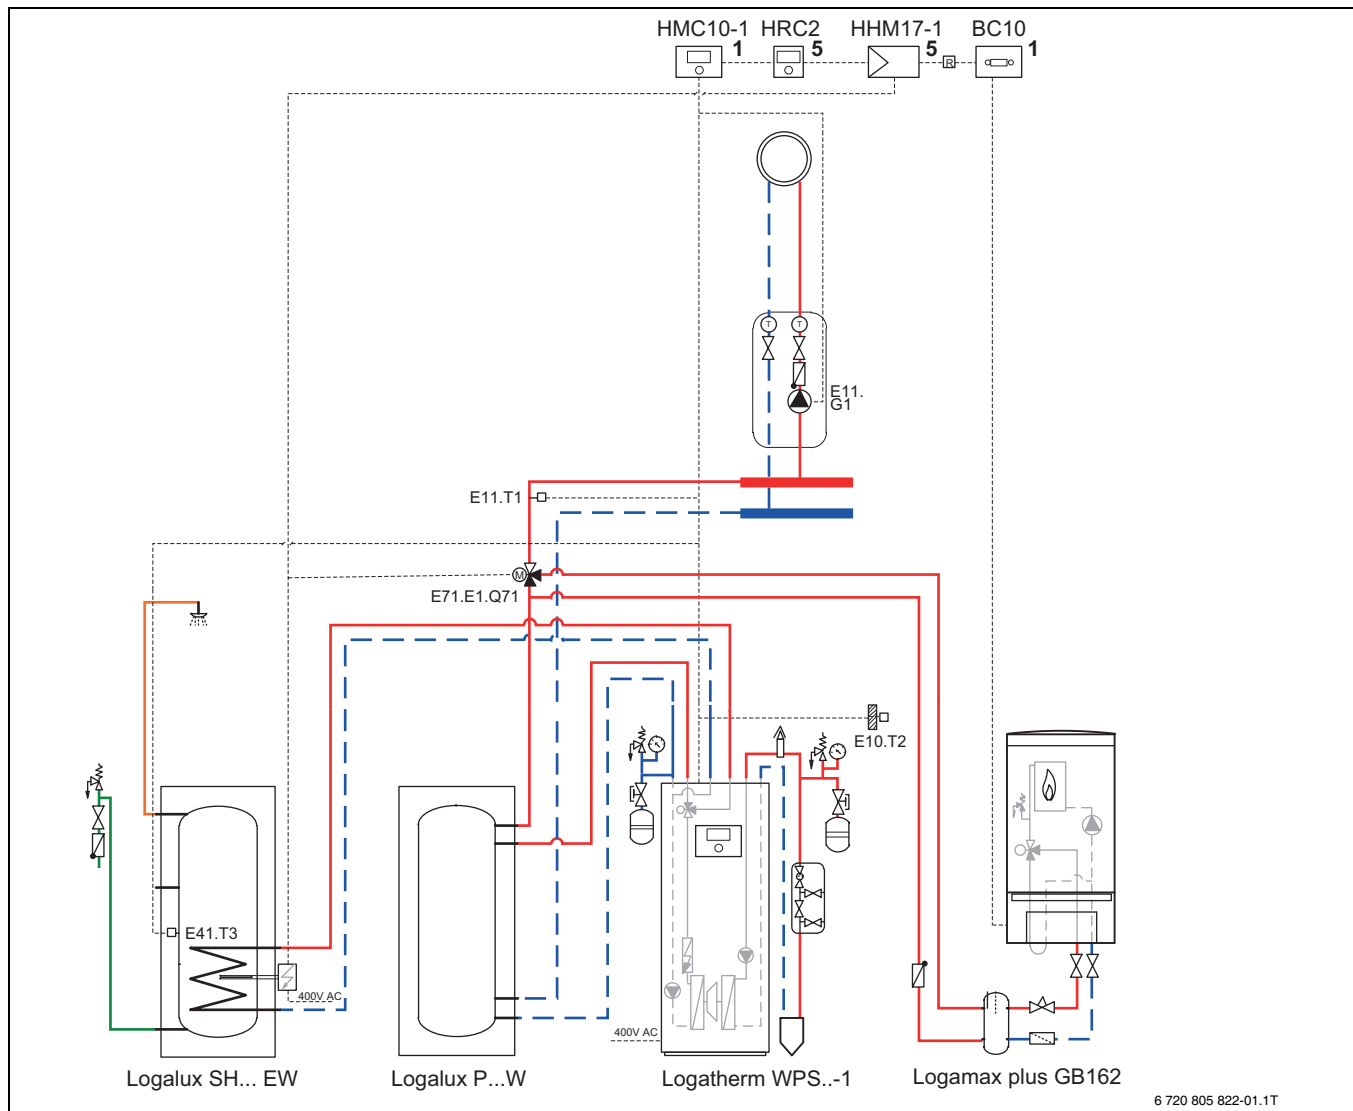 HMC10-1 HRC2 HHM17-1 BC10
1 5 5 1
R
T T
E11.
G1
E11.T1
M
E71.E1.Q71
E10.T2
E41.T3
400V AC
400V AC
Logalux SH... EW
Logalux P...W
Logatherm WPS..-1
Logamax plus GB162
6 720 805 822-01.1T